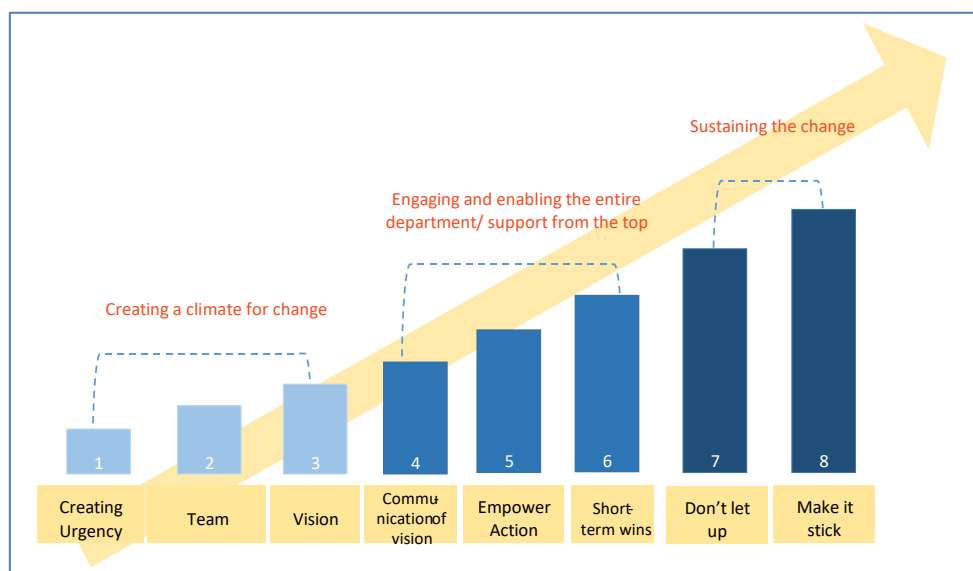 Sustaining the change
Engaging and enabling the entire
department/ support from the top
Creating a climate for change
1
2
3
4
5
6
7
8
Creating
Urgency
Team
Vision
Commu-
nicationof
vision
Empower
Action
Short-
term wins
Don’t let
up
Make it
stick